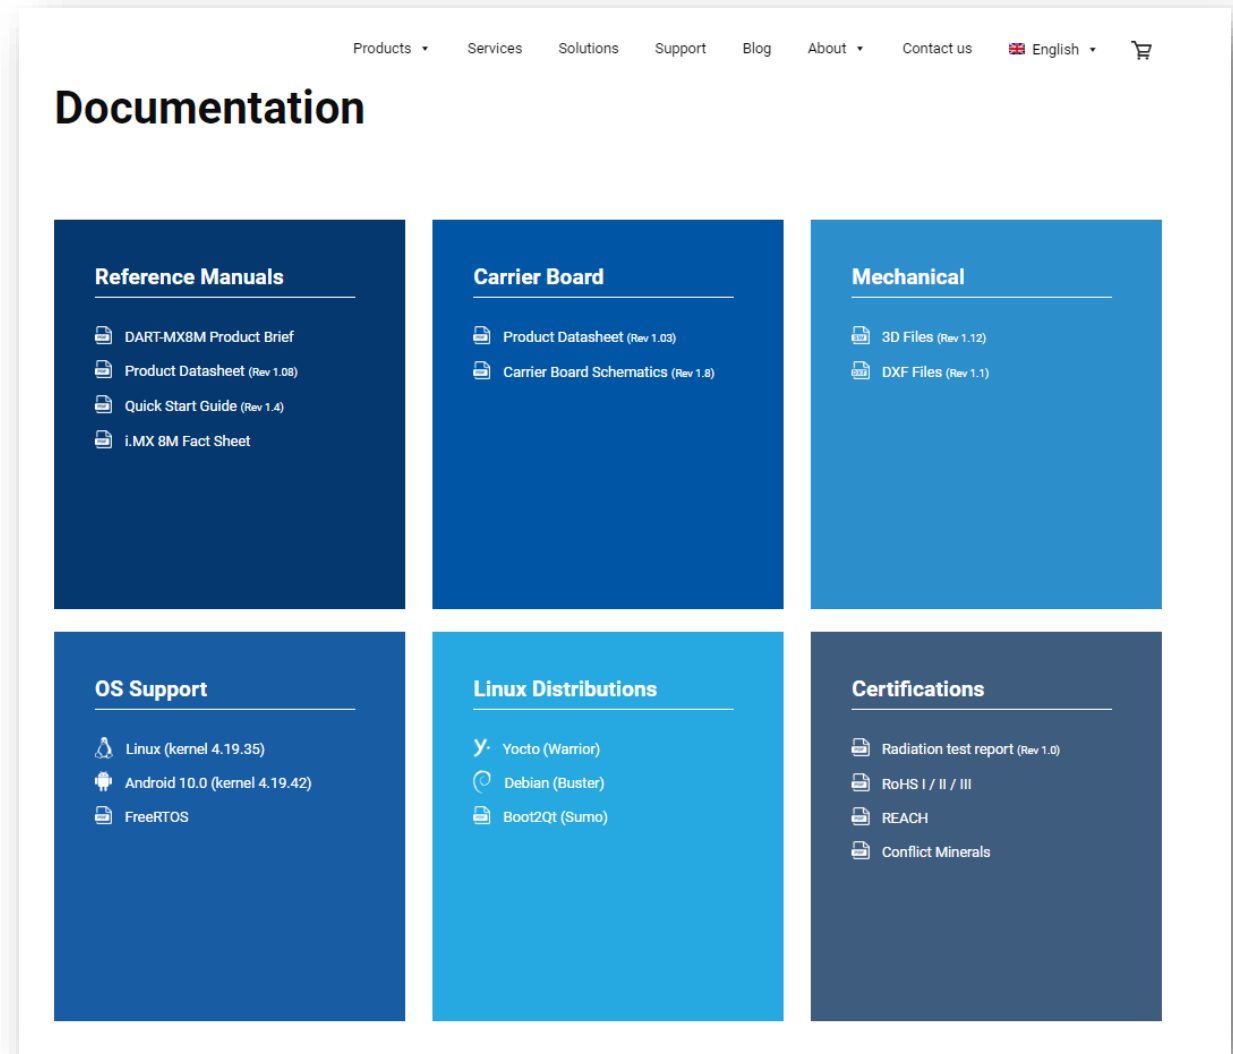 Products Services Solutions Support Blog About Contact us English
Documentation
Reference Manuals
DART-MX8M Product Brief
Product Datasheet (Rev 1.08)
Quick Start Guide (Rev 1.4)
i.MX 8M Fact Sheet
Carrier Board
Product Datasheet (Rev 1.03)
Carrier Board Schematics (Rev 1.8)
Mechanical
3D Files (Rev 1.12)
DXF Files (Rev 1.1)
OS Support
Linux (kernel 4.19.35)
Android 10.0 (kernel 4.19.42)
FreeRTOS
Linux Distributions
Yocto (Warrior)
Debian (Buster)
Boot2Qt (Sumo)
Certifications
Radiation test report (Rev 1.0)
RoHS I / II / III
REACH
Conflict Minerals